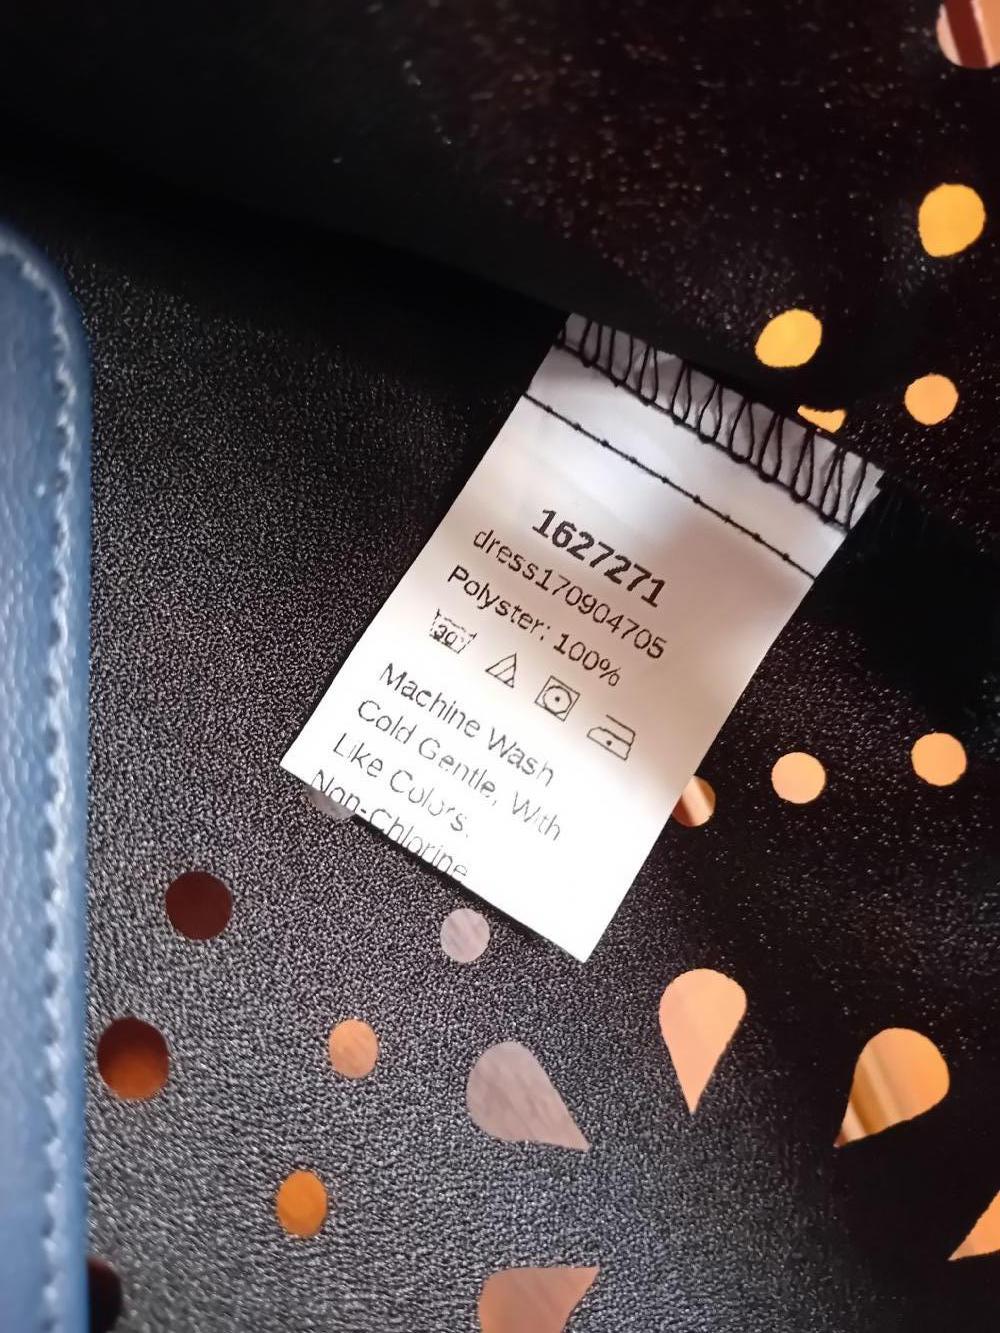 1627271
dress170904705
Polyster: 100%
30°
Machine Wash
Cold Gentle, With
Like Colors.
Non-Chlorine